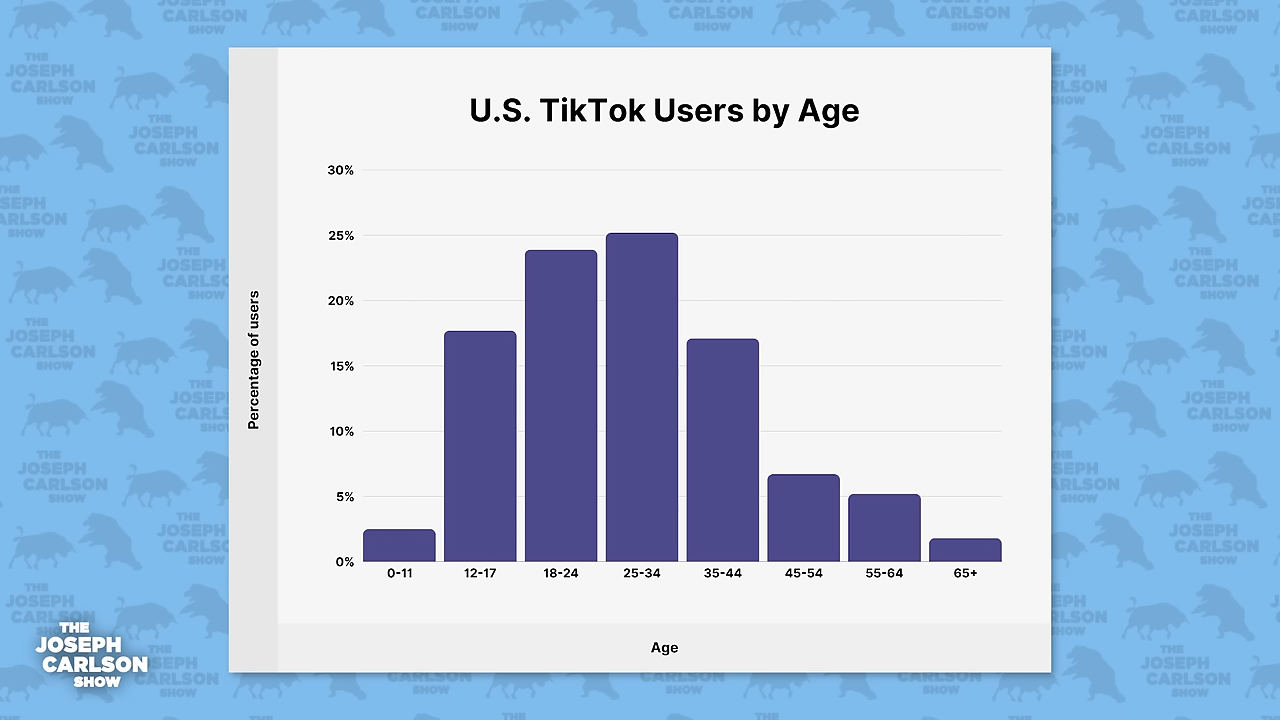 U.S. TikTok Users by Age
Percentage of users
30%
25%
20%
15%
10%
5%
0%
0-11 12-17 18-24 25-34 35-44 45-54 55-64 65+
Age
THE
JOSEPH
CARLSON
SHOW